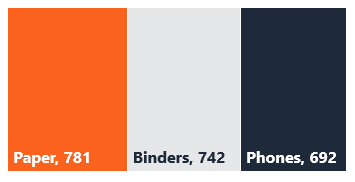 Paper, 781
Binders, 742
Phones, 692